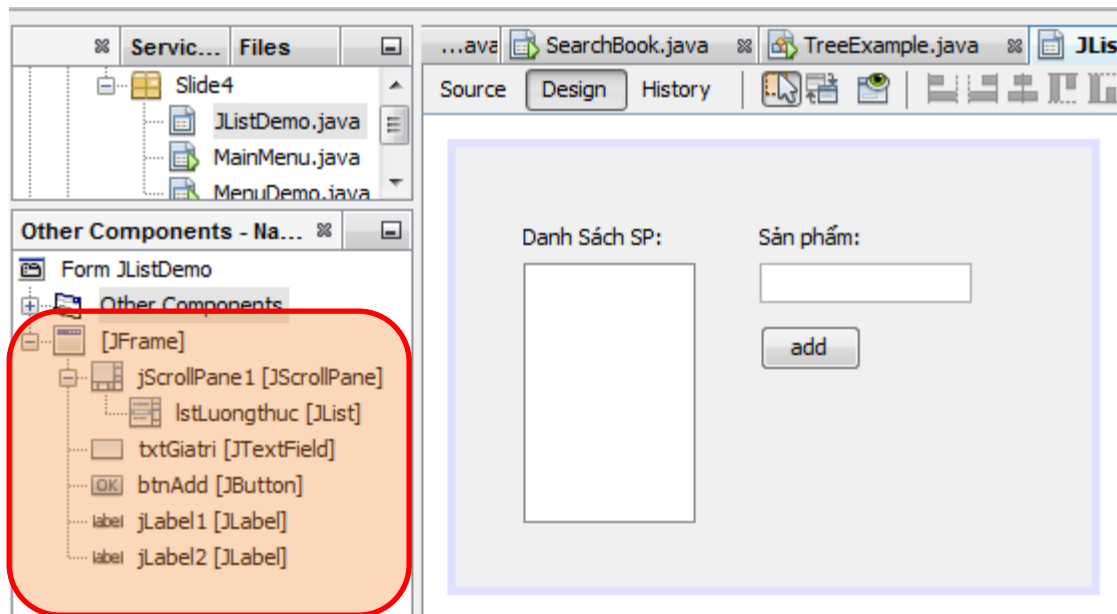 Servic... Files
Slide4
JListDemo.java
MainMenu.java
MenuDemo.java
Other Components - Na...
Form JListDemo
Other Components
[JFrame]
jScrollPane1 [JScrollPane]
lstLuongthuc [JList]
txtGiatri [JTextField]
OK btnAdd [JButton]
label jLabel1 [JLabel]
label jLabel2 [JLabel]
...ava SearchBook.java TreeExample.java JLis
Source Design History
Danh Sách SP: Sản phẩm:
add